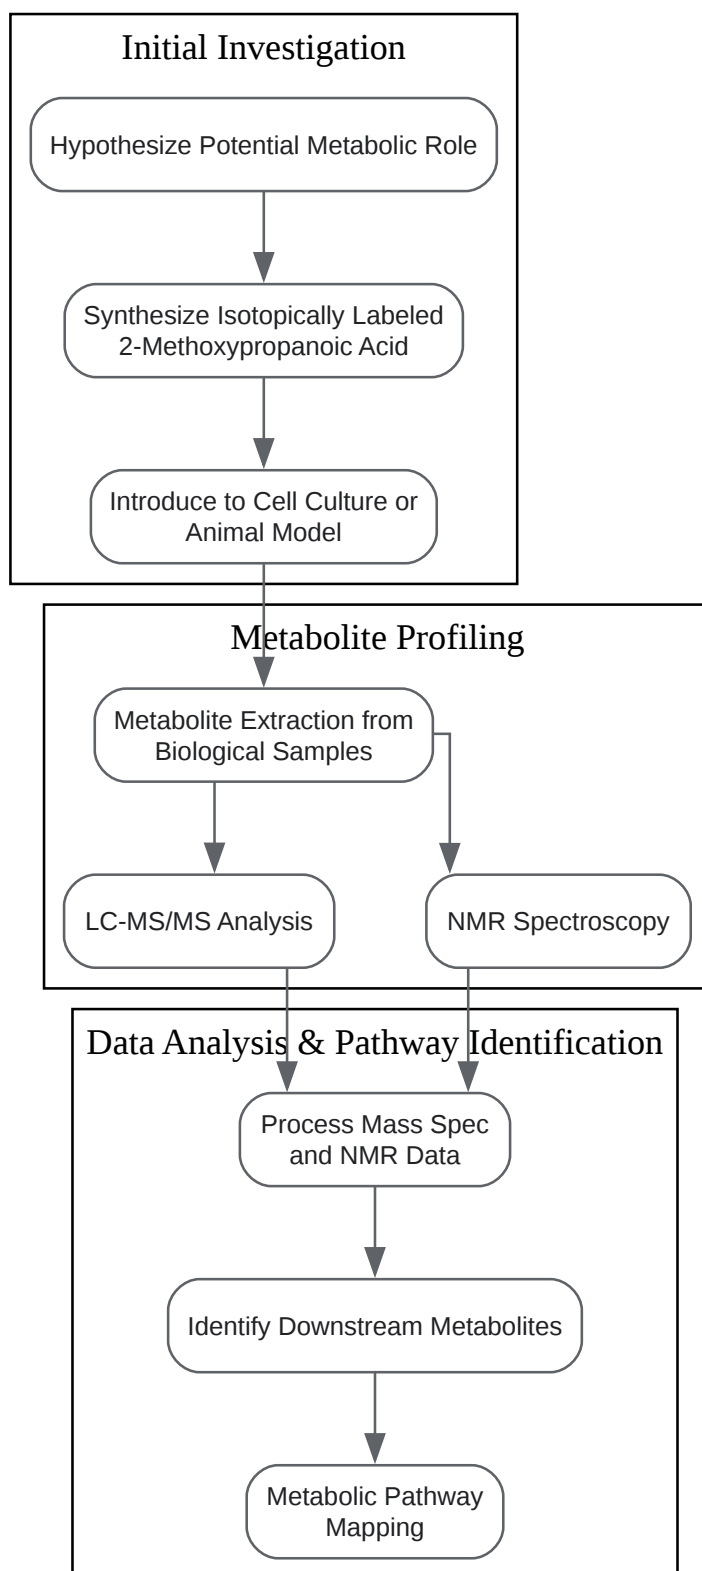 Initial Investigation
Hypothesize Potential Metabolic Role
Synthesize Isotopically Labeled
2-Methoxypropanoic Acid
Introduce to Cell Culture or
Animal Model
Metabolite Profiling
Metabolite Extraction from
Biological Samples
LC-MS/MS Analysis
NMR Spectroscopy
Data Analysis & Pathway Identification
Process Mass Spec
and NMR Data
Identify Downstream Metabolites
Metabolic Pathway
Mapping